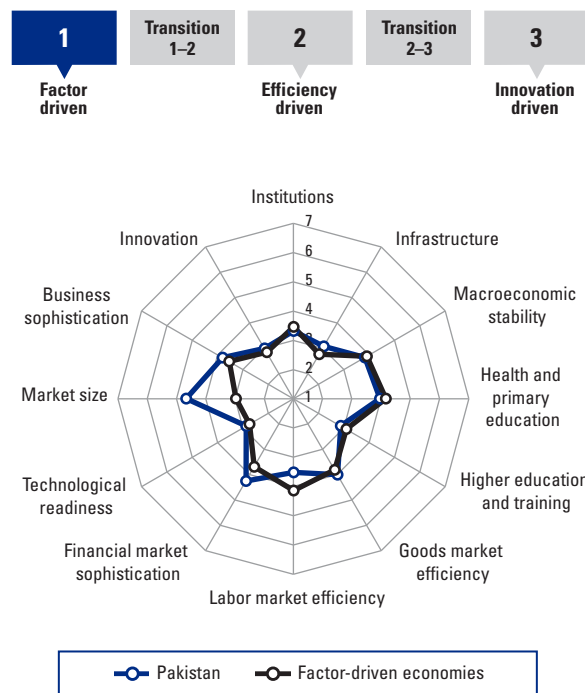 1
Transition
1–2
2
Transition
2–3
3
Factor
driven
Efficiency
driven
Innovation
driven
Institutions
7
6
5
4
3
2
1
Innovation
Infrastructure
Business
sophistication
Macroeconomic
stability
Market size
Health and
primary
education
Technological
readiness
Higher education
and training
Financial market
sophistication
Goods market
efficiency
Labor market efficiency
Pakistan
Factor-driven economies